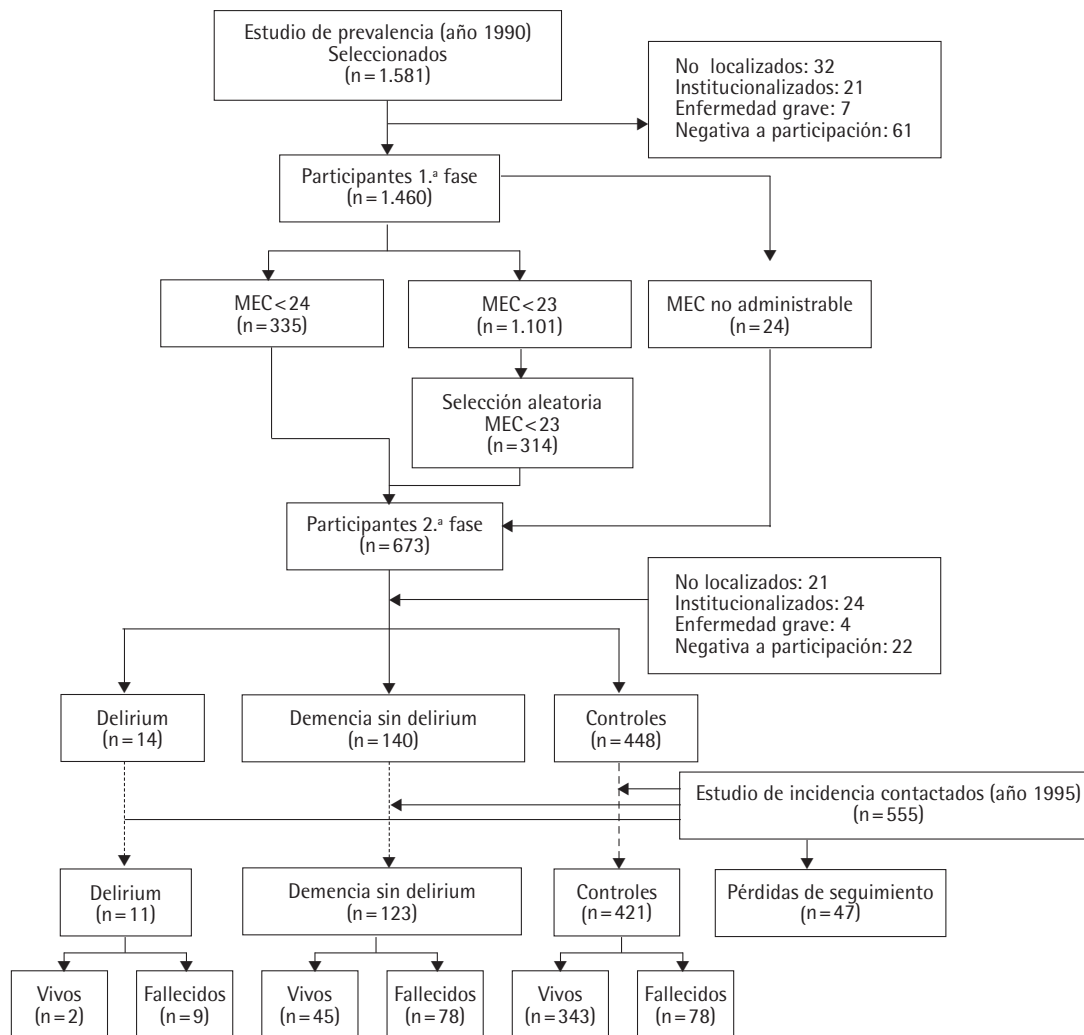 Estudio de prevalencia (año 1990)
Seleccionados
(n=1.581)
No localizados: 32
Institucionalizados: 21
Enfermedad grave: 7
Negativa a participación: 61
Participantes 1.ª fase
(n=1.460)
MEC<24
(n=335)
MEC<23
(n=1.101)
MEC no administrable
(n=24)
Selección aleatoria
MEC<23
(n=314)
Participantes 2.ª fase
(n=673)
No localizados: 21
Institucionalizados: 24
Enfermedad grave: 4
Negativa a participación: 22
Delirium
(n=14)
Demencia sin delirium
(n=140)
Controles
(n=448)
Estudio de incidencia contactados (año 1995)
(n=555)
Delirium
(n=11)
Demencia sin delirium
(n=123)
Controles
(n=421)
Pérdidas de seguimiento
(n=47)
Vivos
(n=2)
Fallecidos
(n=9)
Vivos
(n=45)
Fallecidos
(n=78)
Vivos
(n=343)
Fallecidos
(n=78)